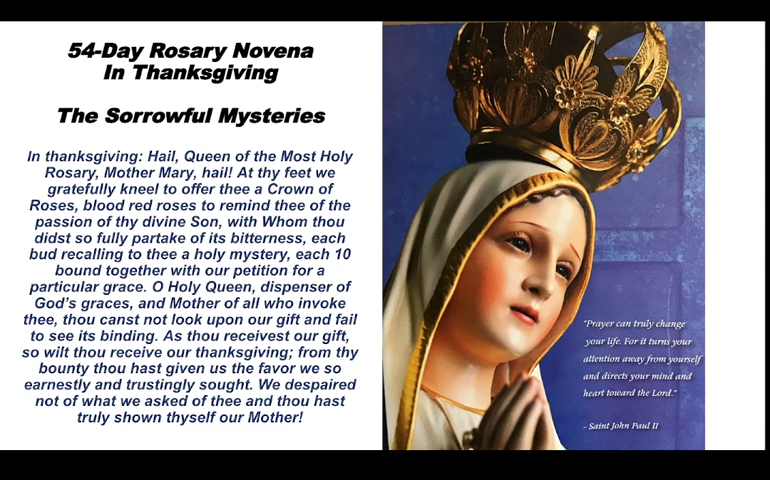 54-Day Rosary Novena
In Thanksgiving
The Sorrowful Mysteries
In thanksgiving: Hail, Queen of the Most Holy
Rosary, Mother Mary, hail! At thy feet we
gratefully kneel to offer thee a Crown of
Roses, blood red roses to remind thee of the
passion of thy divine Son, with Whom thou
didst so fully partake of its bitterness, each
bud recalling to thee a holy mystery, each 10
bound together with our petition for a
particular grace. O Holy Queen, dispenser of
God’s graces, and Mother of all who invoke
thee, thou canst not look upon our gift and fail
to see its binding. As thou receivest our gift,
so wilt thou receive our thanksgiving; from thy
bounty thou hast given us the favor we so
earnestly and trustingly sought. We despaired
not of what we asked of thee and thou hast
truly shown thyself our Mother!
"Prayer can truly change
your life. For it turns your
attention away from yourself
and directs your mind and
heart toward the Lord."
- Saint John Paul II